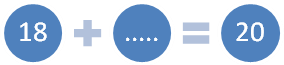 18 + ..... = 20